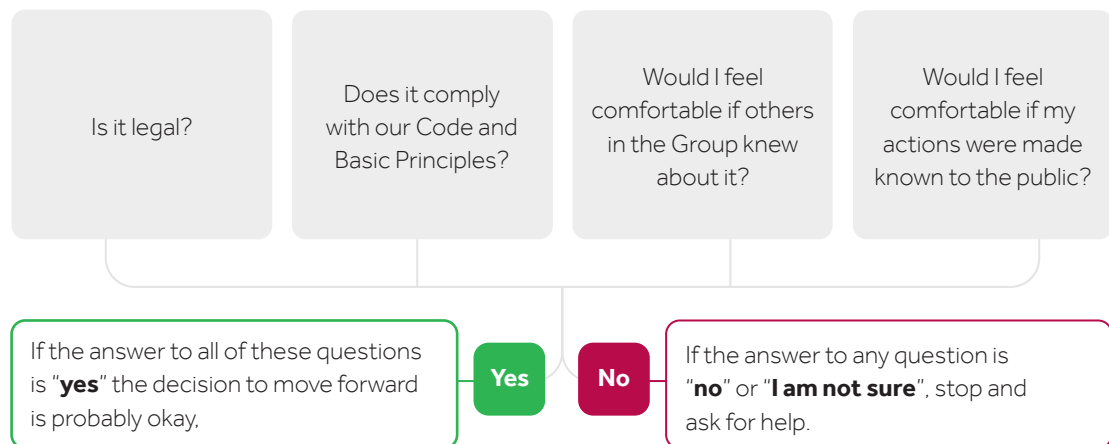 Is it legal?
Does it comply
with our Code and
Basic Principles?
Would I feel
comfortable if others
in the Group knew
about it?
Would I feel
comfortable if my
actions were made
known to the public?
If the answer to all of these questions
is "yes" the decision to move forward
is probably okay,
Yes
No
If the answer to any question is
"no" or "I am not sure", stop and
ask for help.